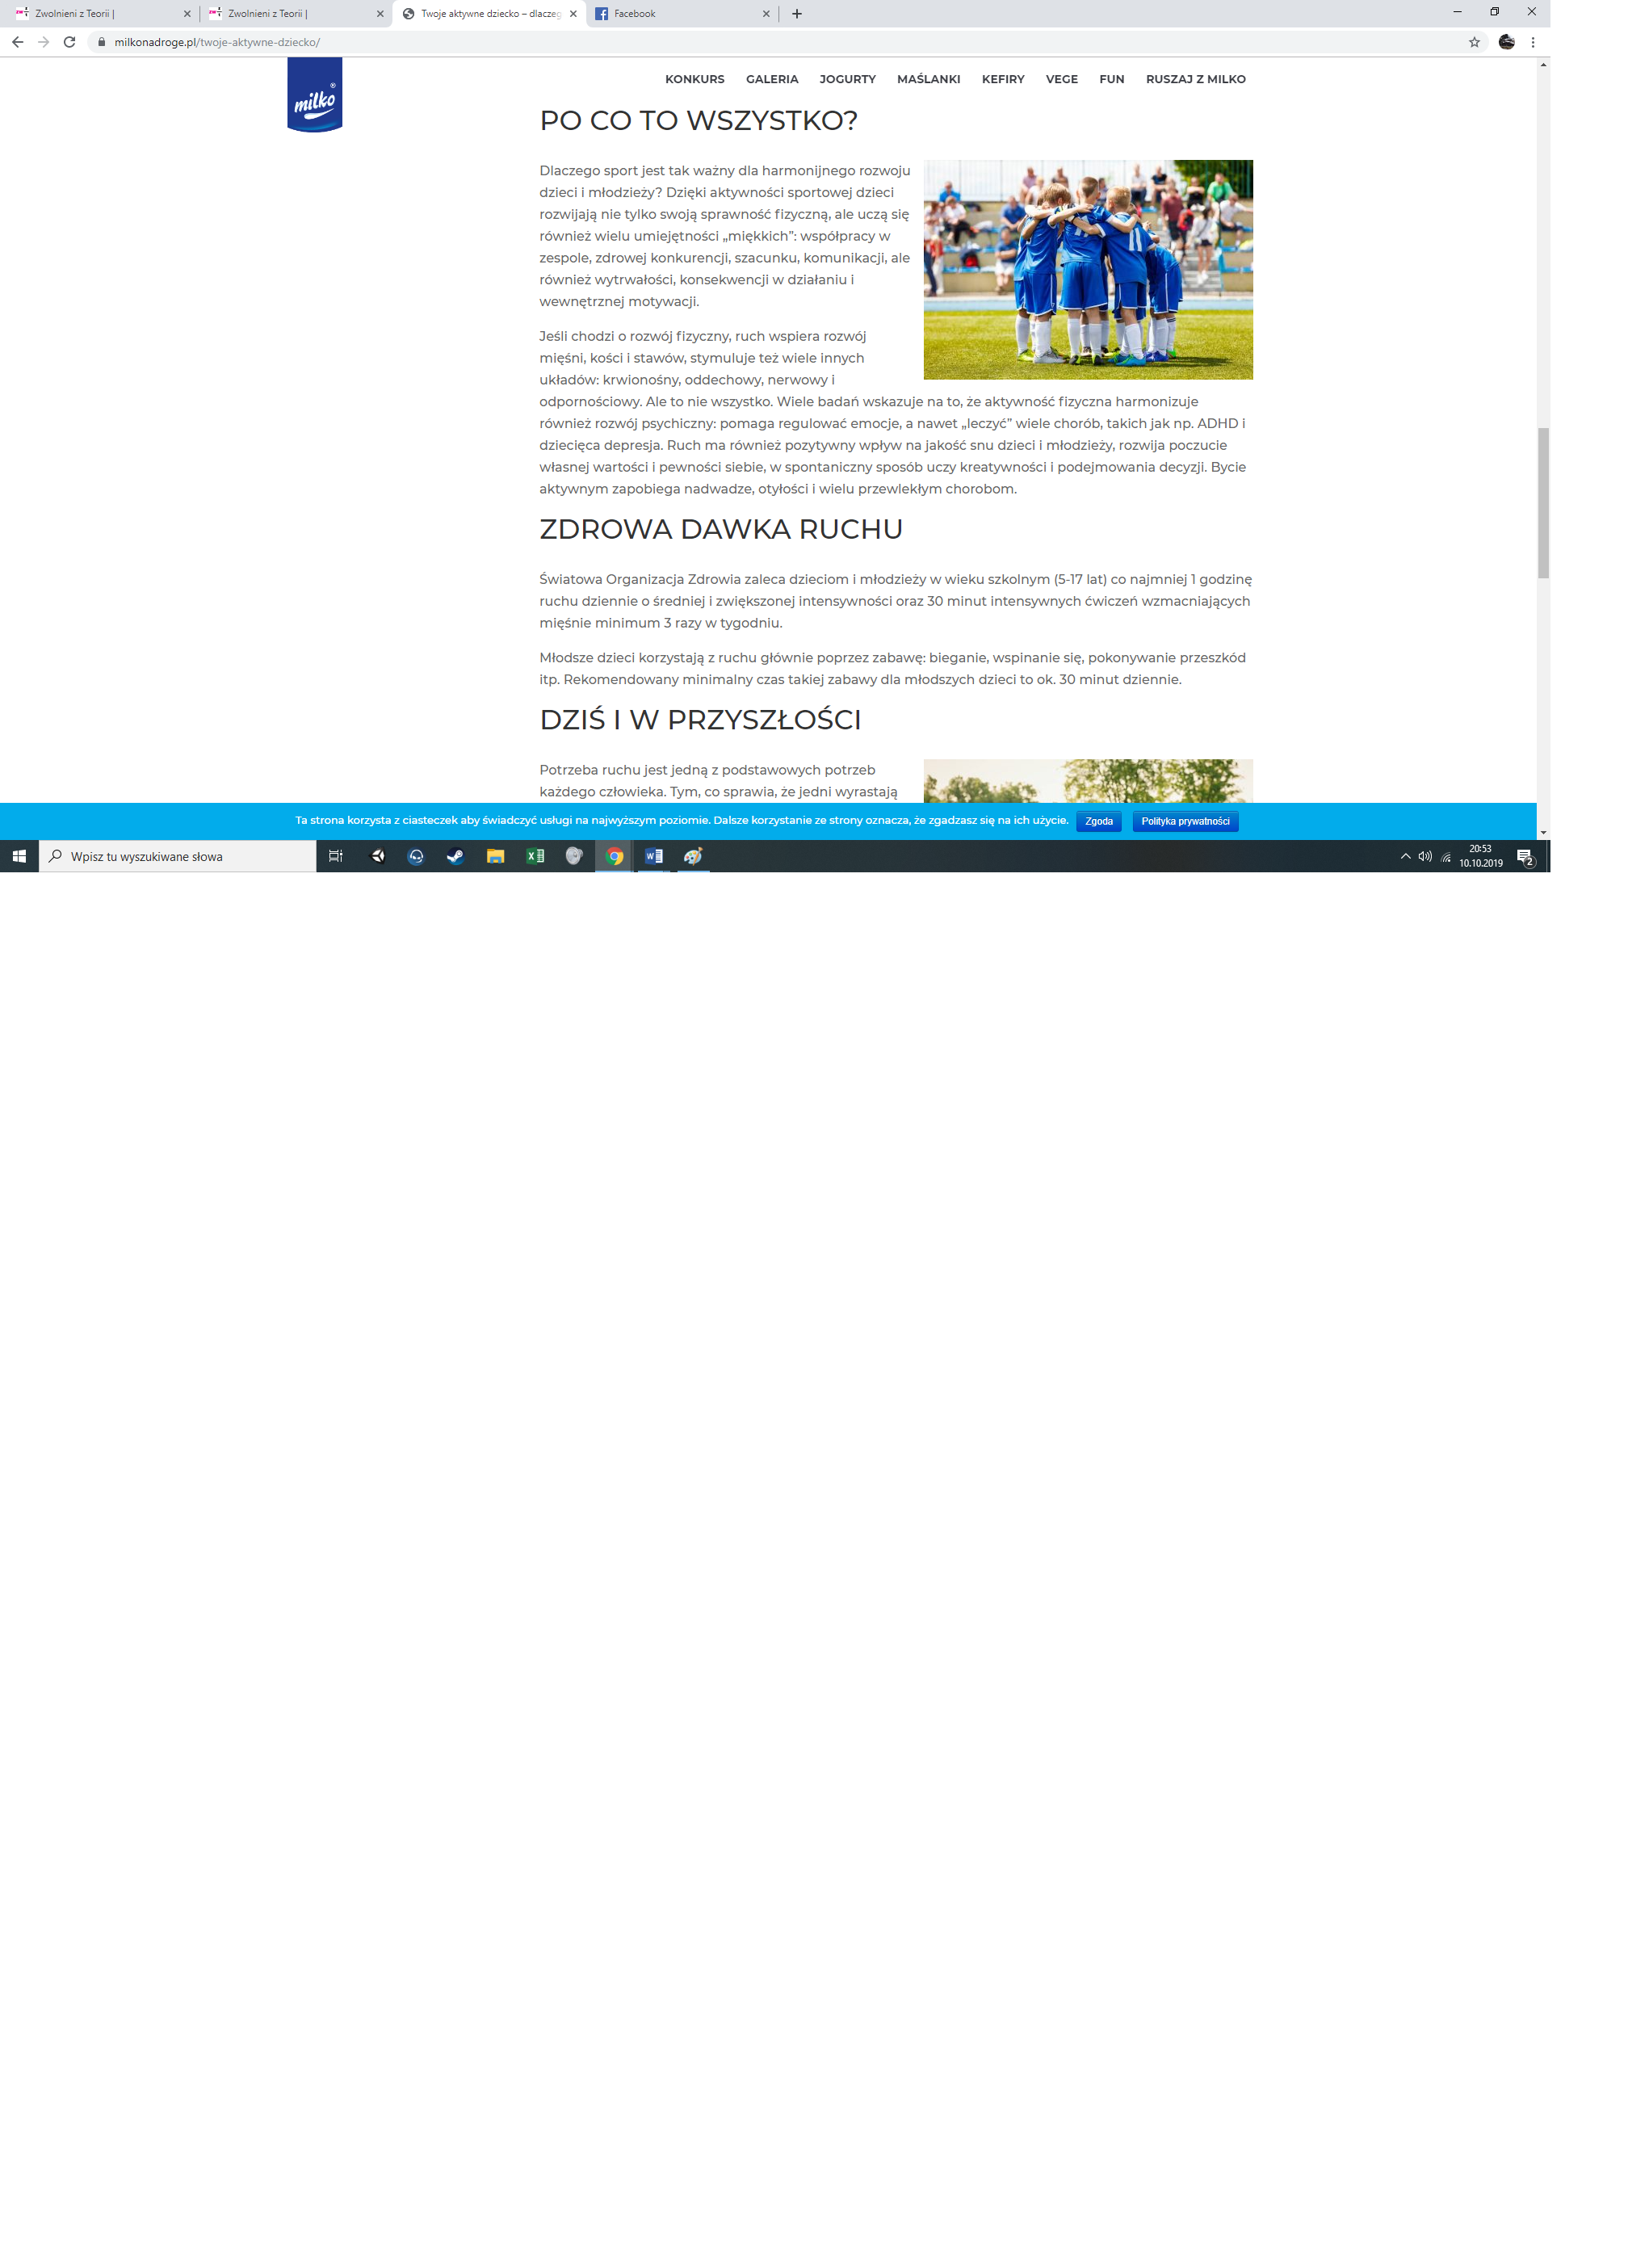 Zwolnieni z Teorii |
Zwolnieni z Teorii |
Twoje aktywne dziecko – dlaczeg
Facebook
milkonadroge.pl/twoje-aktywne-dziecko/
milko®
KONKURS GALERIA JOGURTY MAŚLANKI KEFIRY VEGE FUN RUSZAJ Z MILKO
PO CO TO WSZYSTKO?
Dlaczego sport jest tak ważny dla harmonijnego rozwoju
dzieci i młodzieży? Dzięki aktywności sportowej dzieci
rozwijają nie tylko swoją sprawność fizyczną, ale uczą się
również wielu umiejętności „miękkich”: współpracy w
zespole, zdrowej konkurencji, szacunku, komunikacji, ale
również wytrwałości, konsekwencji w działaniu i
wewnętrznej motywacji.
Jeśli chodzi o rozwój fizyczny, ruch wspiera rozwój
mięśni, kości i stawów, stymuluje też wiele innych
układów: krwionośny, oddechowy, nerwowy i
odpornościowy. Ale to nie wszystko. Wiele badań wskazuje na to, że aktywność fizyczna harmonizuje
również rozwój psychiczny: pomaga regulować emocje, a nawet „leczyć” wiele chorób, takich jak np. ADHD i
dziecięca depresja. Ruch ma również pozytywny wpływ na jakość snu dzieci i młodzieży, rozwija poczucie
własnej wartości i pewności siebie, w spontaniczny sposób uczy kreatywności i podejmowania decyzji. Bycie
aktywnym zapobiega nadwadze, otyłości i wielu przewlekłym chorobom.
ZDROWA DAWKA RUCHU
Światowa Organizacja Zdrowia zaleca dzieciom i młodzieży w wieku szkolnym (5-17 lat) co najmniej 1 godzinę
ruchu dziennie o średniej i zwiększonej intensywności oraz 30 minut intensywnych ćwiczeń wzmacniających
mięśnie minimum 3 razy w tygodniu.
Młodsze dzieci korzystają z ruchu głównie poprzez zabawę: bieganie, wspinanie się, pokonywanie przeszkód
itp. Rekomendowany minimalny czas takiej zabawy dla młodszych dzieci to ok. 30 minut dziennie.
DZIŚ I W PRZYSZŁOŚCI
Potrzeba ruchu jest jedną z podstawowych potrzeb
każdego człowieka. Tym, co sprawia, że jedni wyrastają
Ta strona korzysta z ciasteczek aby świadczyć usługi na najwyższym poziomie. Dalsze korzystanie ze strony oznacza, że zgadzasz się na ich użycie. Zgoda Polityka prywatności
Wpisz tu wyszukiwane słowa
20:53
10.10.2019
2